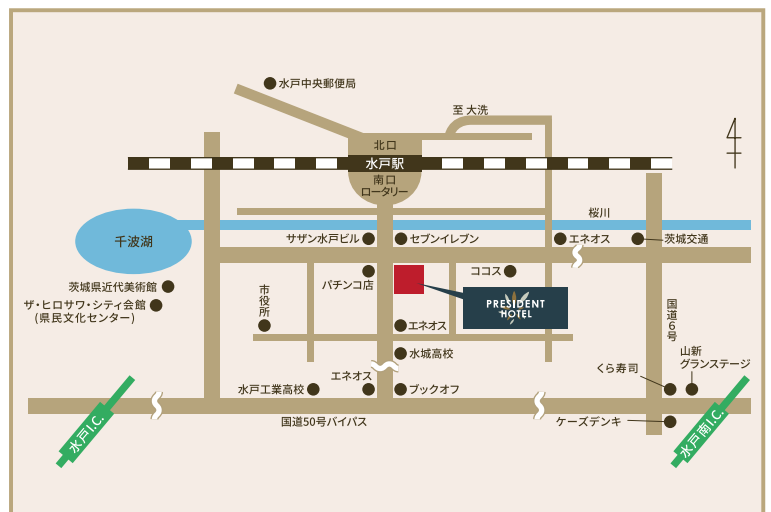 水戸中央郵便局
至 大洗
北口
水戸駅
南口
ロータリー
桜川
千波湖
サザン水戸ビル
セブンイレブン
エネオス
茨城交通
茨城県近代美術館
ザ・ヒロサワ・シティ会館
(県民文化センター)
市役所
パチンコ店
ココス
PRESIDENT
HOTEL
エネオス
国道6号
水城高校
山新
グランステージ
くら寿司
エネオス
水戸工業高校
ブックオフ
国道50号バイパス
ケーズデンキ
水戸I.C.
水戸南I.C.